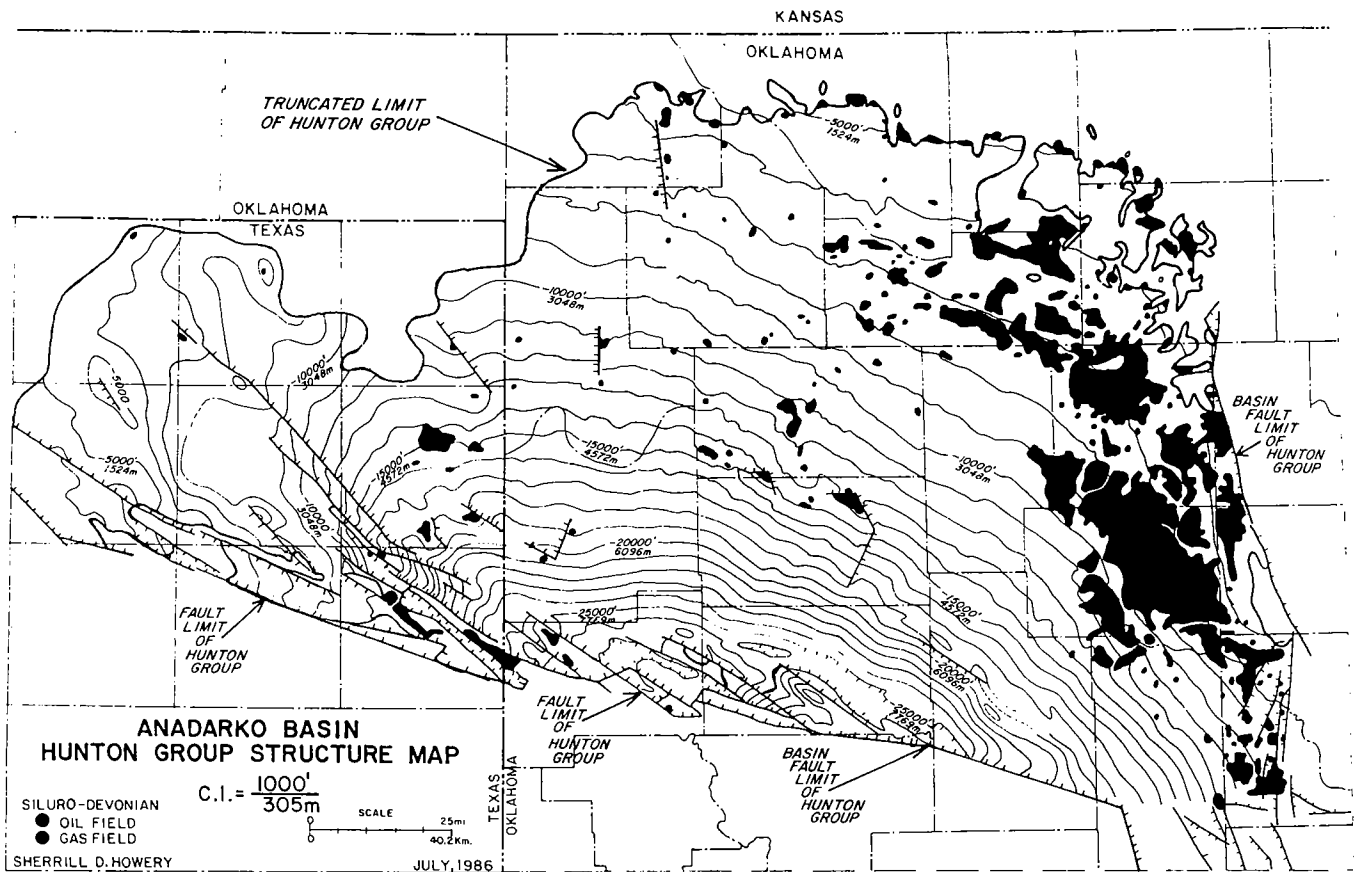 KANSAS
OKLAHOMA
TRUNCATED LIMIT
OF HUNTON GROUP
-5000'
1524m
OKLAHOMA
TEXAS
-10000'
3048m
-10000'
3048m
-5000
BASIN
FAULT
LIMIT
OF
HUNTON
GROUP
-5000'
1524m
-15000'
4572m
-15000'
4572m
-10000'
3048m
-10000'
3048m
-20000'
6096m
-15000'
4572m
25000'
-20000'
6096m
-25000'
FAULT
LIMIT
OF
HUNTON
GROUP
FAULT
LIMIT
OF
HUNTON
GROUP
BASIN
FAULT
LIMIT
OF
HUNTON
GROUP
ANADARKO BASIN
HUNTON GROUP STRUCTURE MAP
C.I.= 1000'
305m
SILURO-DEVONIAN
OIL FIELD
GAS FIELD
SCALE
0 25mi
0 40.2Km.
TEXAS
OKLAHOMA
SHERRILL D. HOWERY
JULY, 1986